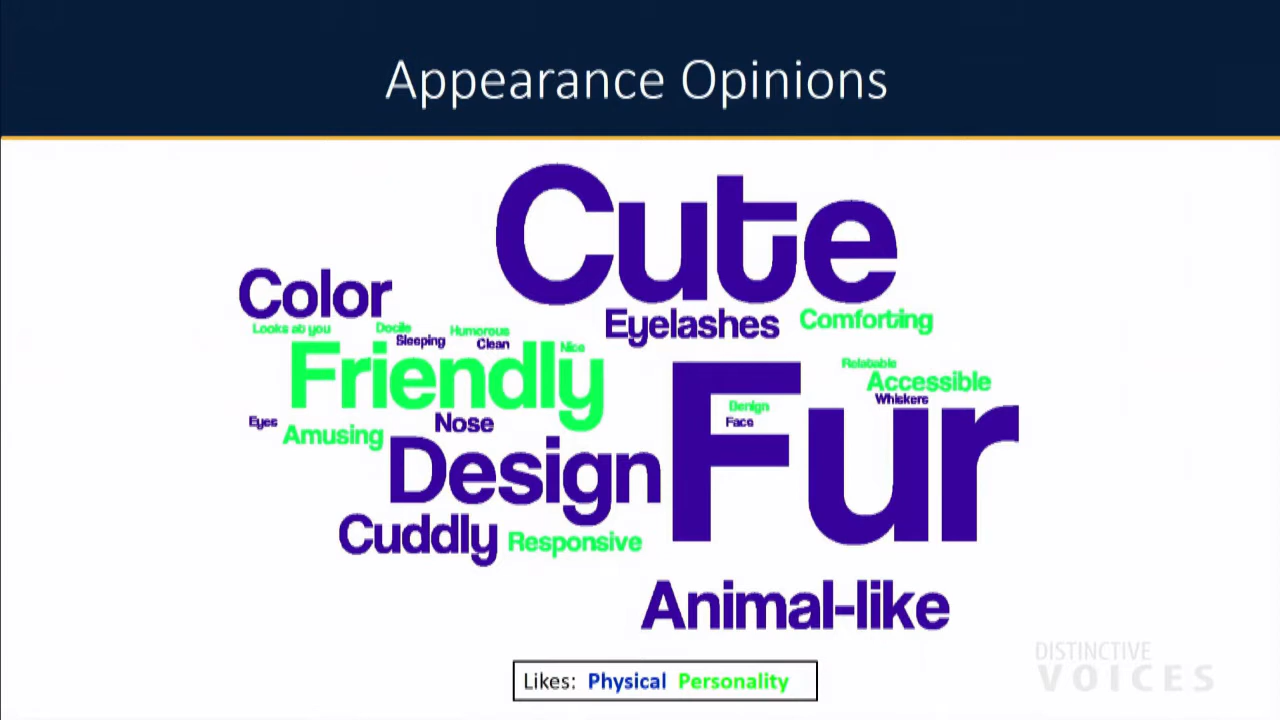 Appearance Opinions
Cute
Color
Eyelashes
Comforting
Looks at you
Docile
Humorous
Sleeping
Clean
Nice
Friendly
Relatable
Accessible
Whiskers
Fur
Benign
Face
Eyes
Amusing
Nose
Design
Cuddly
Responsive
Animal-like
Likes: Physical Personality
DISTINCTIVE
VOICES